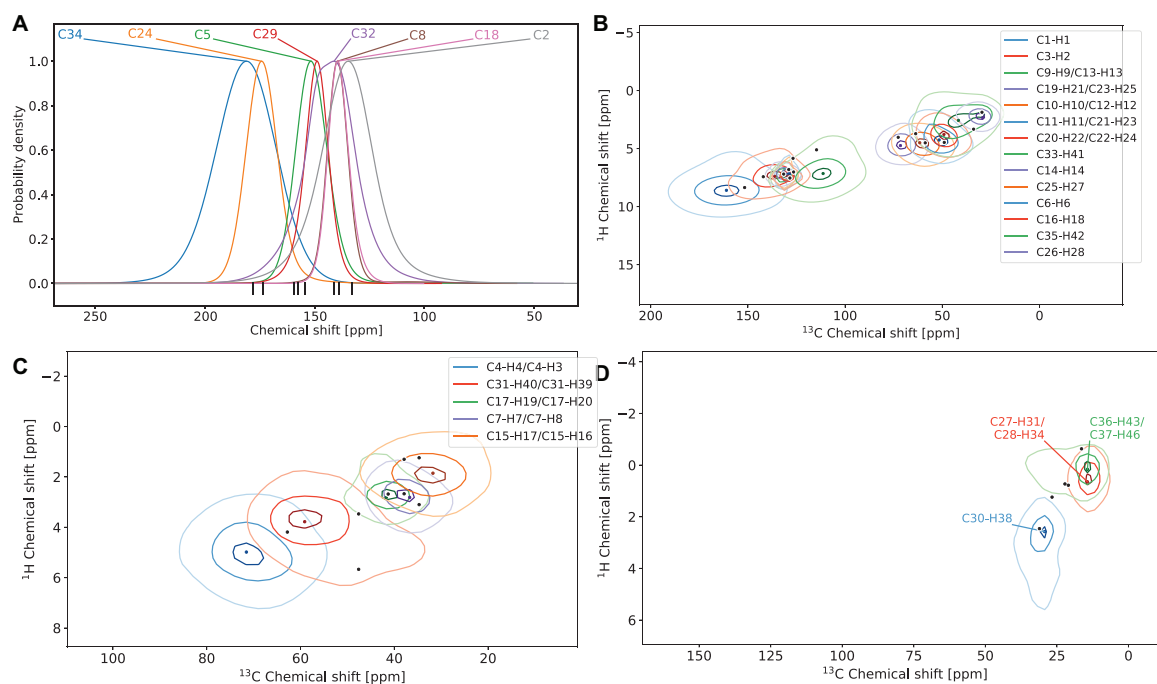 A
C34 C24 C5 C29 C32 C8 C18 C2
1.0
0.8
0.6
0.4
0.2
0.0
Probability density
250 200 150 100 50
Chemical shift [ppm]
B
−5
0
5
10
15
¹H Chemical shift [ppm]
200 150 100 50 0
¹³C Chemical shift [ppm]
C1–H1
C3–H2
C9–H9/C13–H13
C19–H21/C23–H25
C10–H10/C12–H12
C11–H11/C21–H23
C20–H22/C22–H24
C33–H41
C14–H14
C25–H27
C6–H6
C16–H18
C35–H42
C26–H28
C
−2
0
2
4
6
8
¹H Chemical shift [ppm]
100 80 60 40 20
¹³C Chemical shift [ppm]
C4–H4/C4–H3
C31–H40/C31–H39
C17–H19/C17–H20
C7–H7/C7–H8
C15–H17/C15–H16
D
−4
−2
0
2
4
6
¹H Chemical shift [ppm]
150 125 100 75 50 25 0
¹³C Chemical shift [ppm]
C27–H31/
C28–H34
C36–H43/
C37–H46
C30–H38